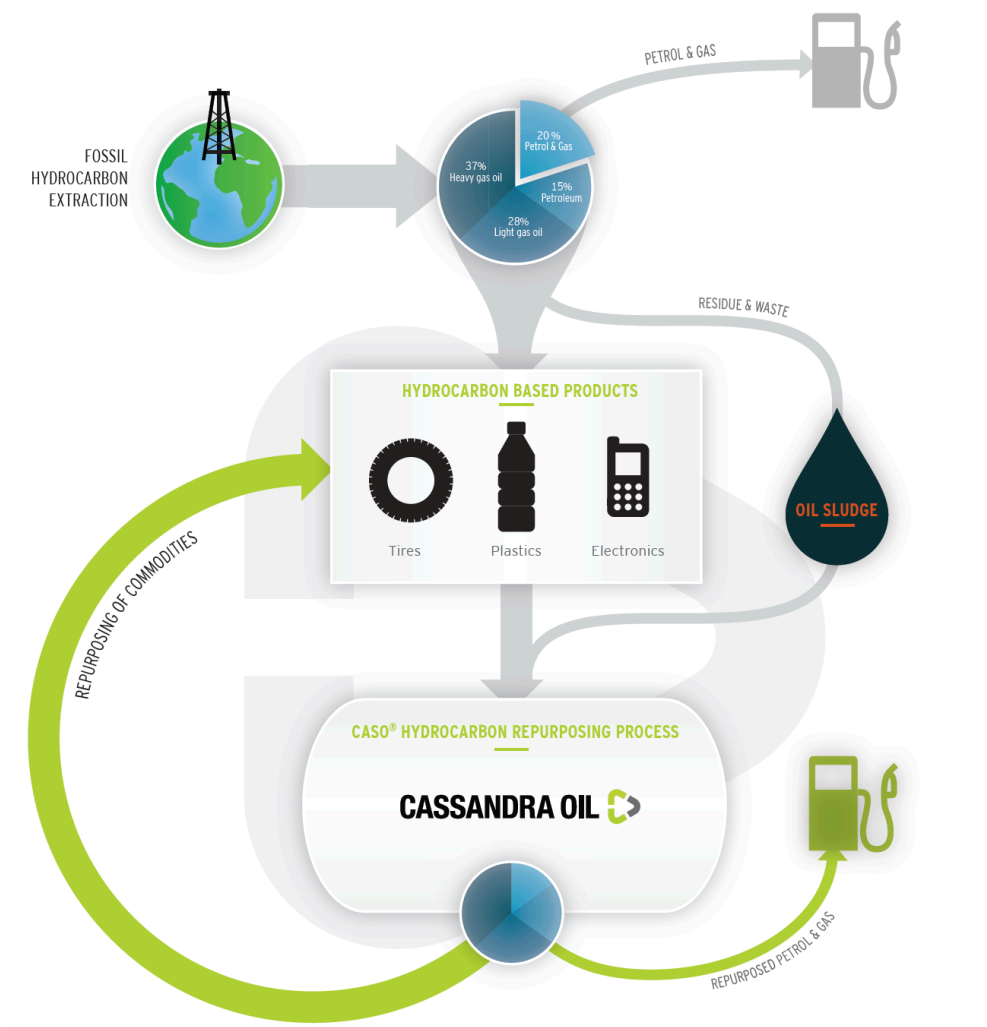 PETROL & GAS
FOSSIL
HYDROCARBON
EXTRACTION
20 %
Petrol & Gas
37%
Heavy gas oil
15%
Petroleum
28%
Light gas oil
RESIDUE & WASTE
HYDROCARBON BASED PRODUCTS
Tires
Plastics
Electronics
OIL SLUDGE
REPURPOSING OF COMMODITIES
CASO® HYDROCARBON REPURPOSING PROCESS
CASSANDRA OIL
REPURPOSED PETROL & GAS